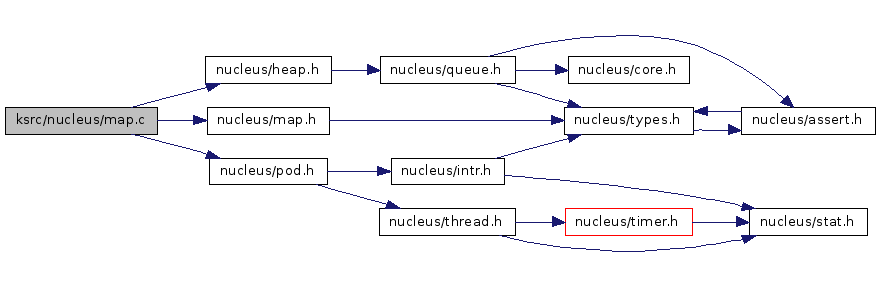 ksrc/nucleus/map.c
nucleus/heap.h
nucleus/queue.h
nucleus/core.h
nucleus/map.h
nucleus/types.h
nucleus/assert.h
nucleus/pod.h
nucleus/intr.h
nucleus/thread.h
nucleus/timer.h
nucleus/stat.h